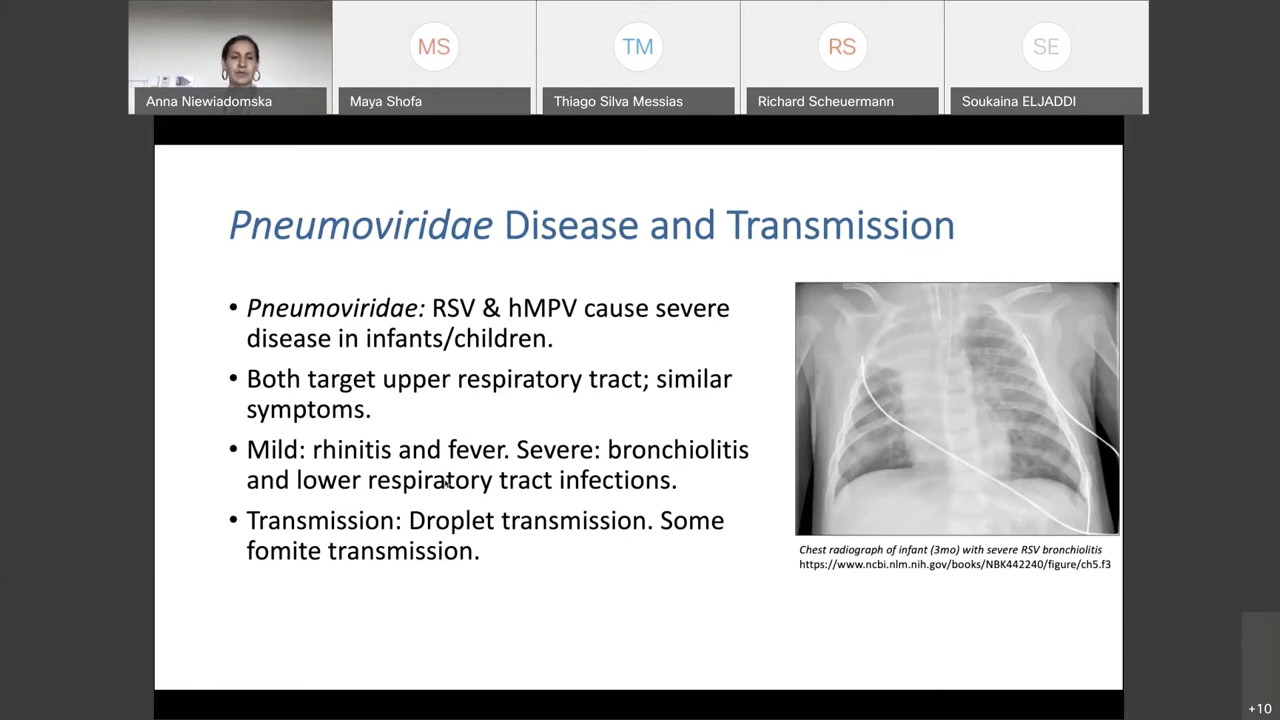 MS
TM
RS
SE
Anna Niewiadomska
Maya Shofa
Thiago Silva Messias
Richard Scheuermann
Soukaina ELJADDI
Pneumoviridae Disease and Transmission
• Pneumoviridae: RSV & hMPV cause severe
disease in infants/children.
• Both target upper respiratory tract; similar
symptoms.
• Mild: rhinitis and fever. Severe: bronchiolitis
and lower respiratory tract infections.
• Transmission: Droplet transmission. Some
fomite transmission.
Chest radiograph of infant (3mo) with severe RSV bronchiolitis
https://www.ncbi.nlm.nih.gov/books/NBK442240/figure/ch5.f3
+10